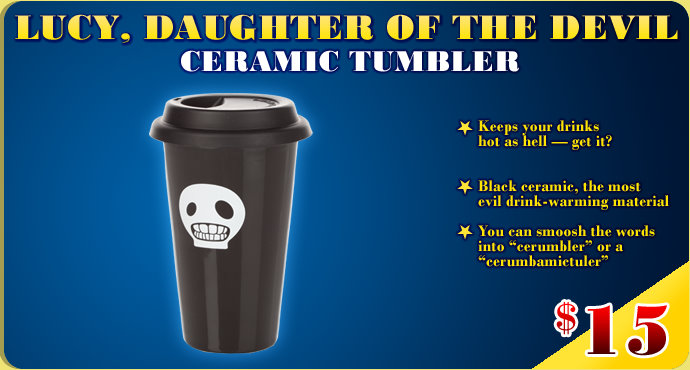 LUCY, DAUGHTER OF THE DEVIL
CERAMIC TUMBLER
Keeps your drinks
hot as hell — get it?
Black ceramic, the most
evil drink-warming material
You can smoosh the words
into “cerumbler” or a
“cerumbamictuler”
$15